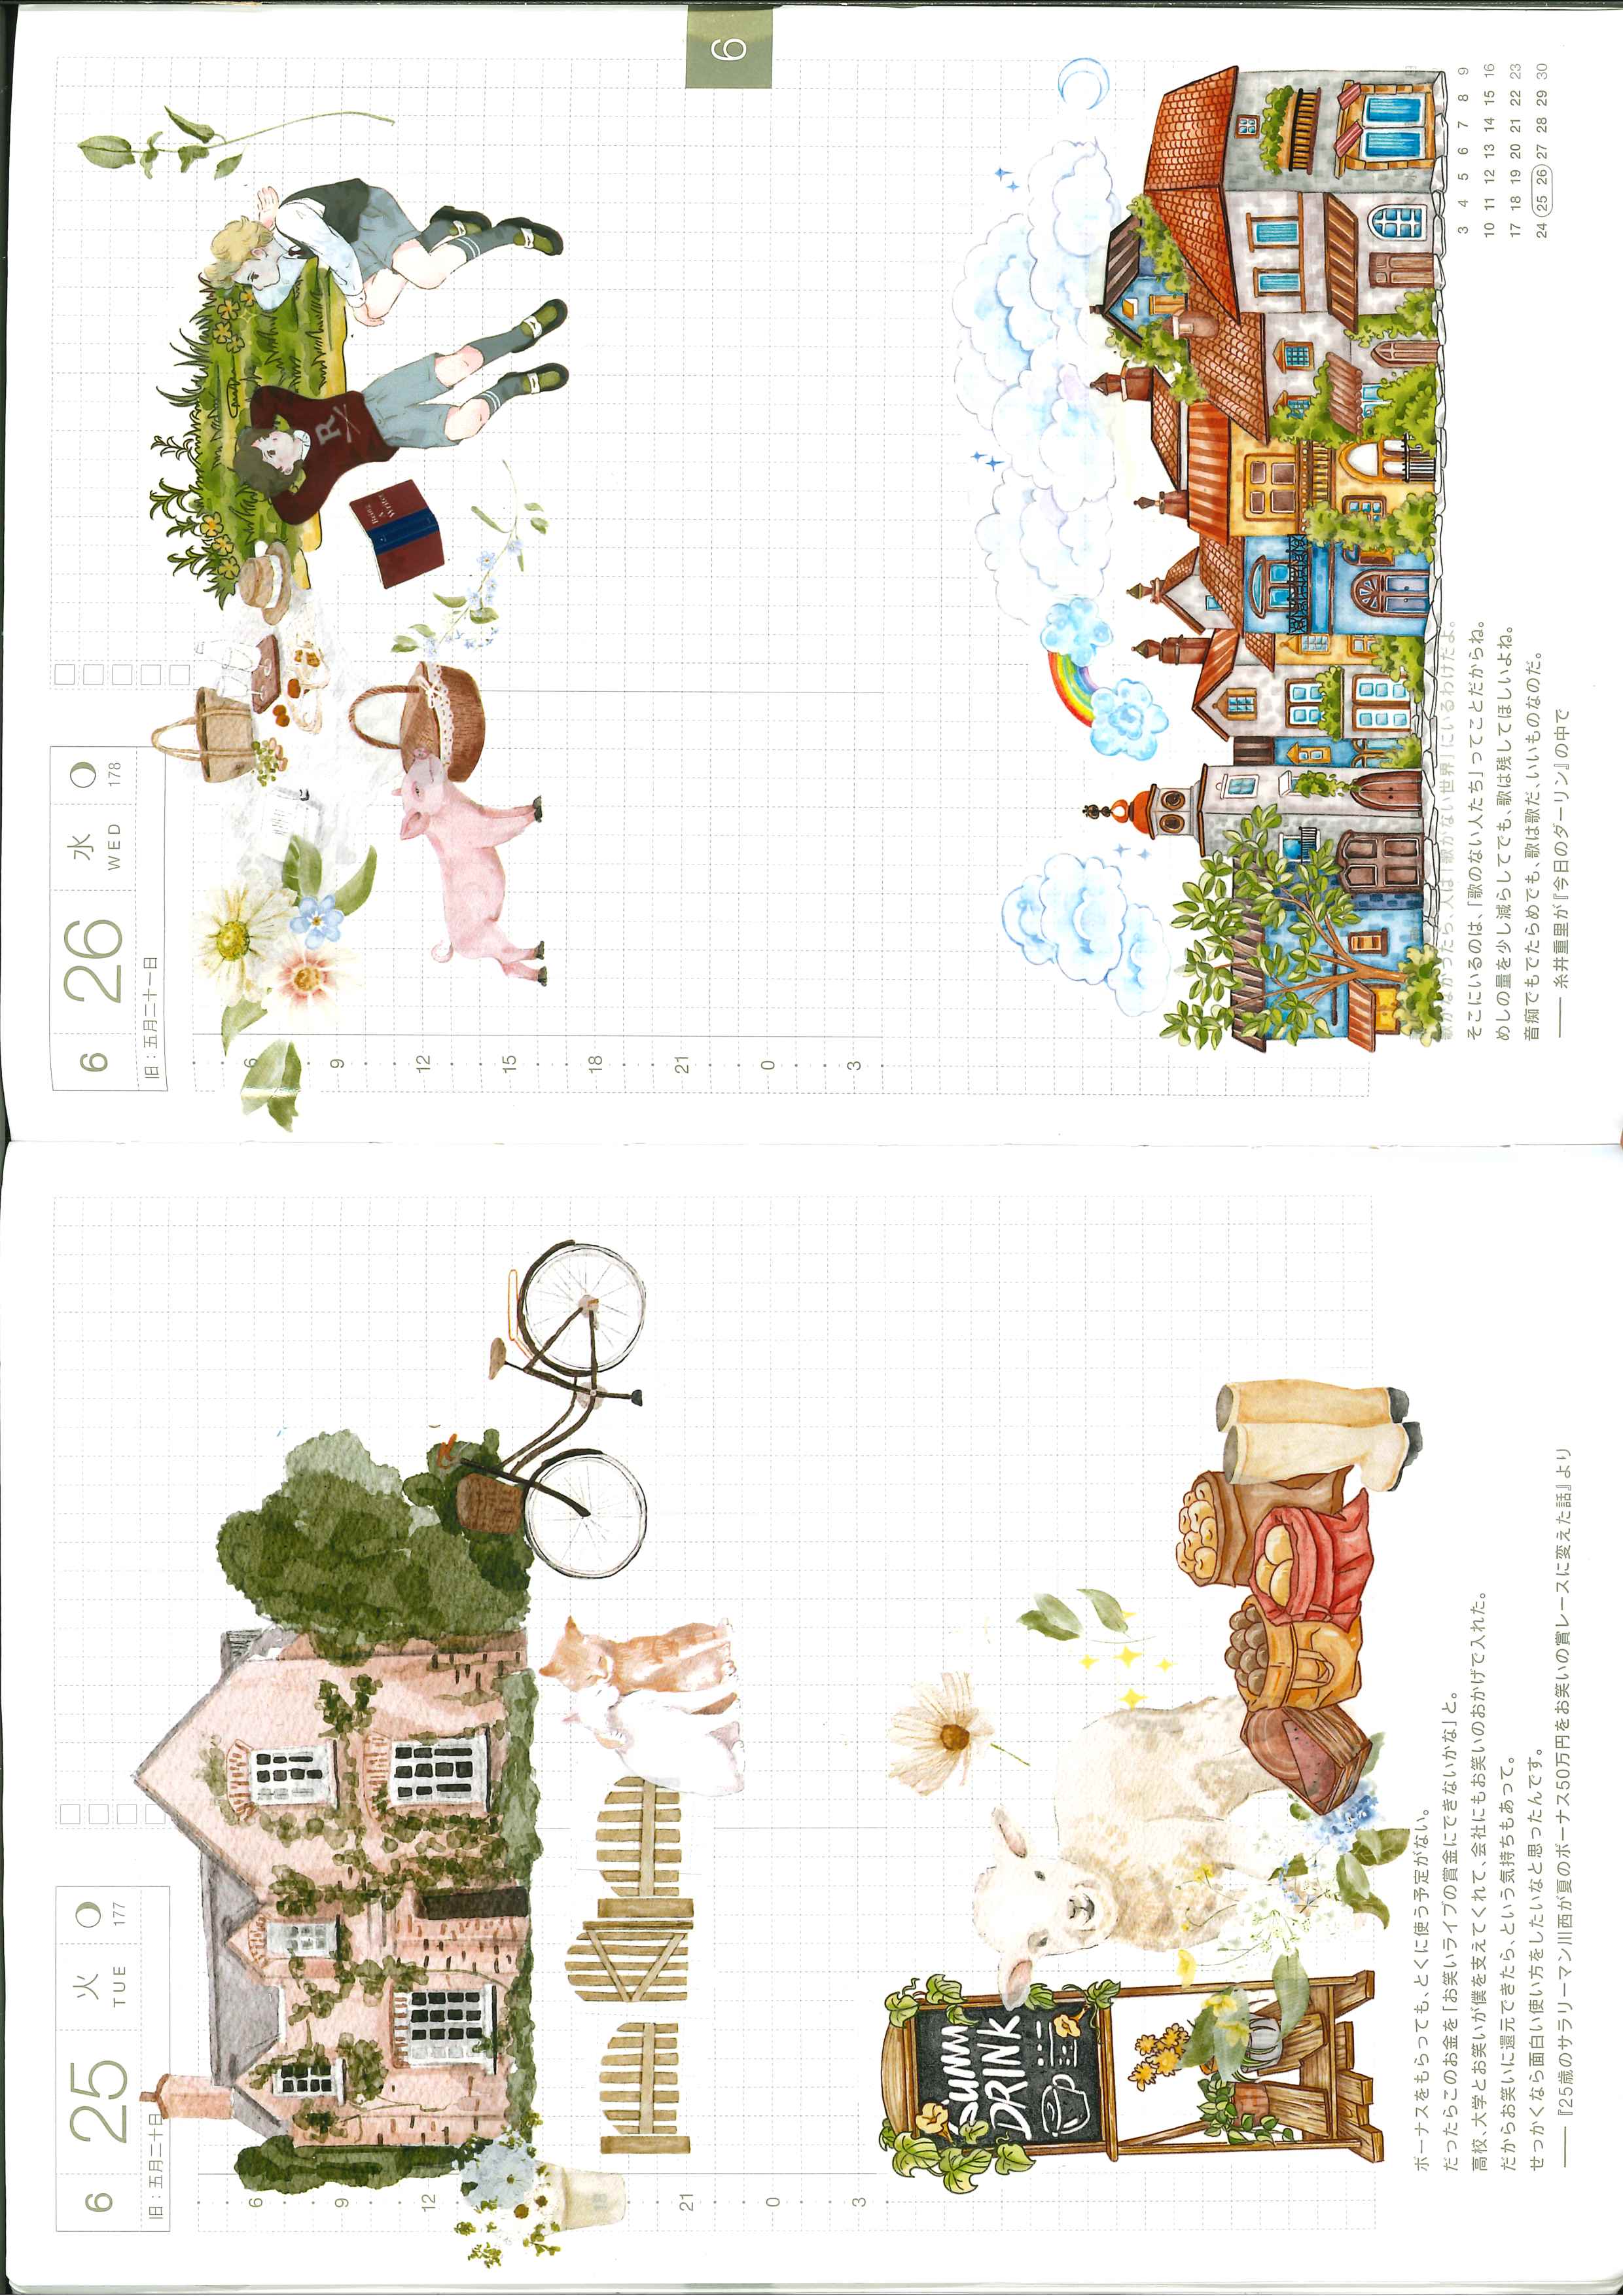 6 25 火 TUE 177
旧：五月二十日
6
9
12
18
21
0
3
SUMM
DRINK
ボーナスをもらっても、とくに使う予定がない。
だったらこのお金を「お笑いライブの賞金にできないかな」と。
高校、大学とお笑いが僕を支えてくれて、会社にもお笑いのおかげで入れた。
だからお笑いに還元できたら、という気持ちもあって。
せっかくなら面白い使い方をしたいなと思ったんです。
——『25歳のサラリーマン川西が夏のボーナス50万円をお笑いの賞レースに変えた話』より
6 26 水 WED 178
旧：五月二十一日
6
9
12
15
18
21
0
3
R
Being
A
Writer
6
歌がなかったら、人は「歌がない世界」にいるわけだよ。
そこにいるのは、「歌のない人たち」ってことだからね。
めしの量を少し減らしてでも、歌は残してほしいよね。
音痴でもでたらめでも、歌は歌だ、いいものなのだ。
—— 糸井重里が『今日のダーリン』の中で
3 4 5 6 7 8 9
10 11 12 13 14 15 16
17 18 19 20 21 22 23
24 25 26 27 28 29 30